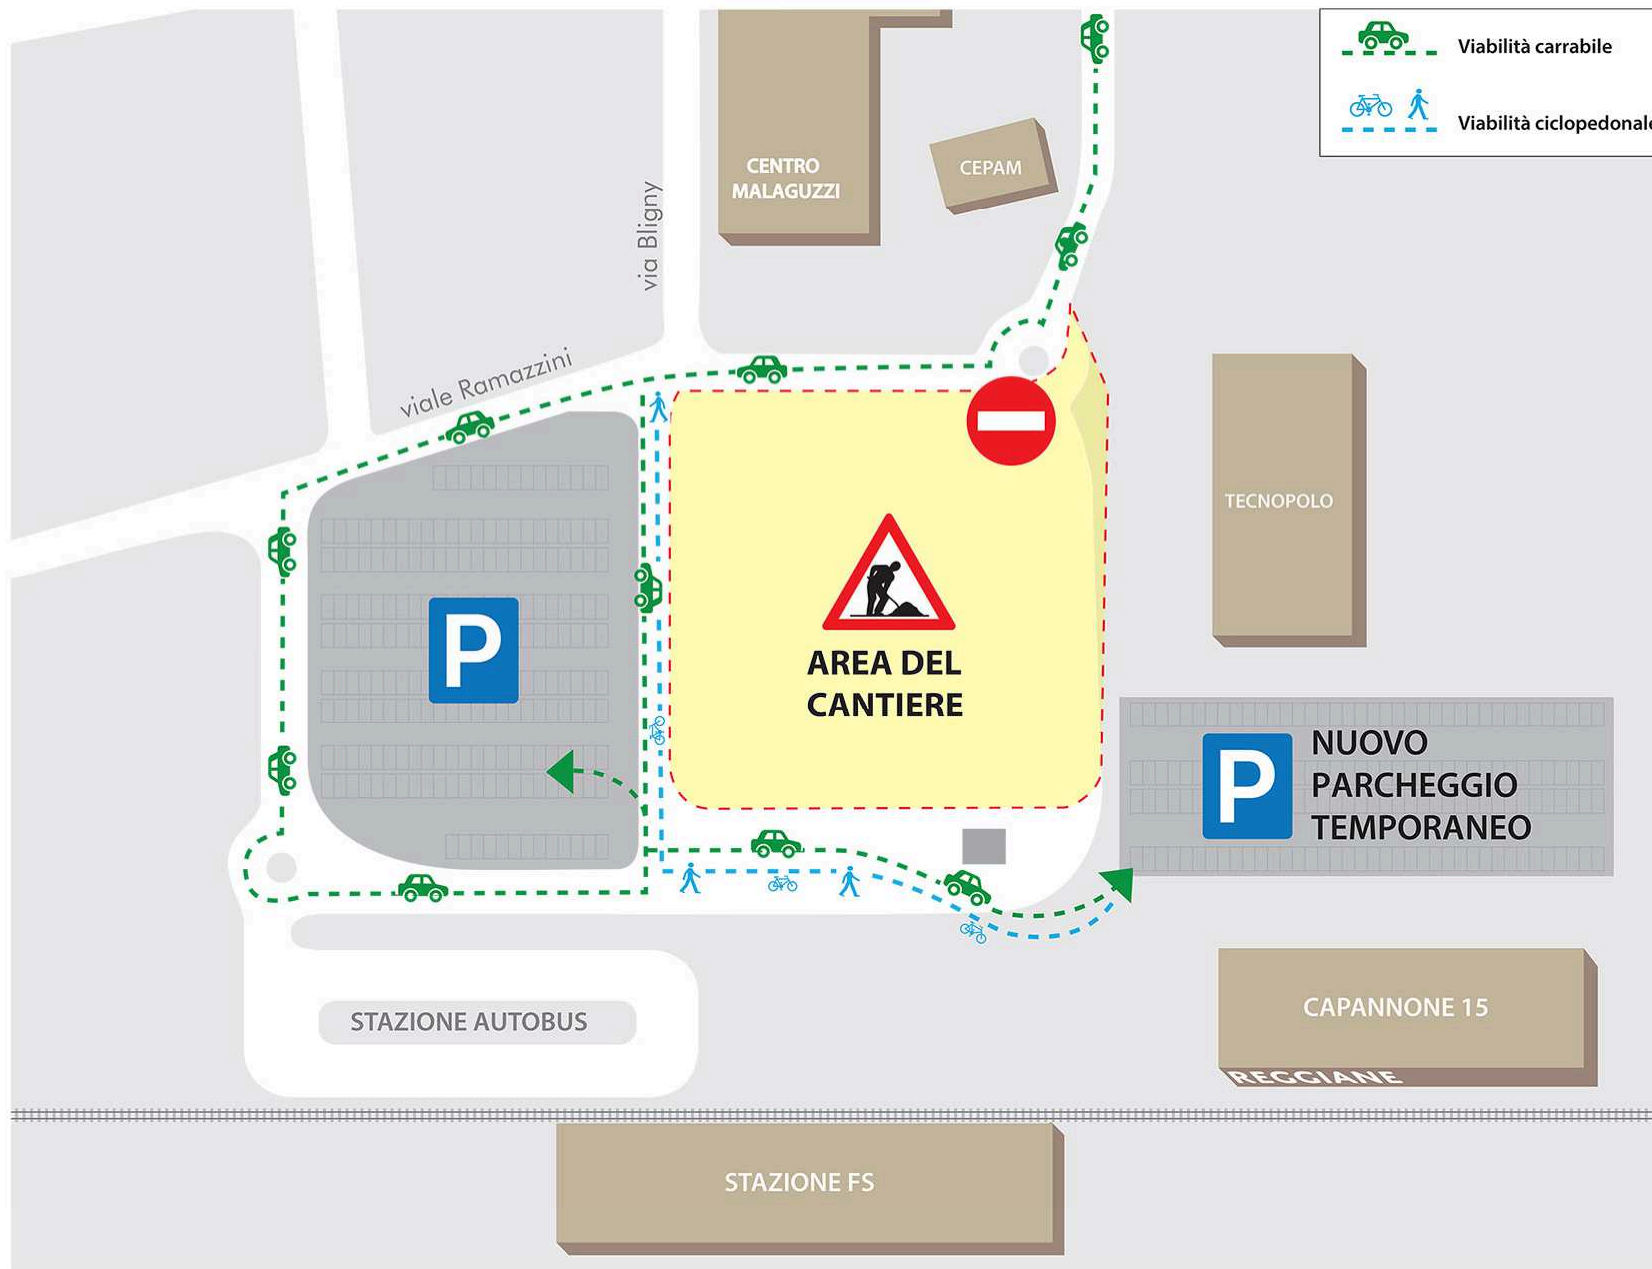 Viabilità carrabile
Viabilità ciclopedonale
CENTRO
MALAGUZZI
CEPAM
via Bligny
viale Ramazzini
TECNOPOLO
P
AREA DEL
CANTIERE
P
NUOVO
PARCHEGGIO
TEMPORANEO
STAZIONE AUTOBUS
CAPANNONE 15
REGGIANE
STAZIONE FS